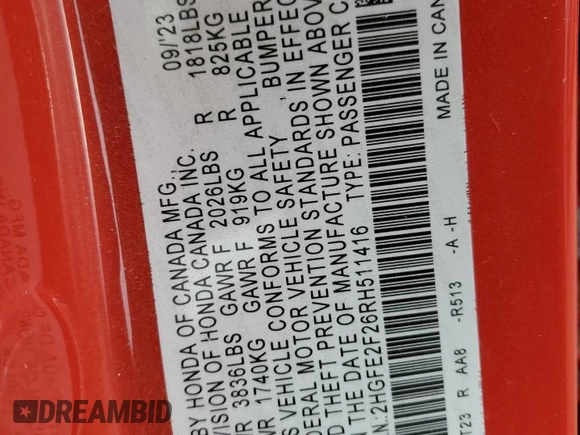 BY HONDA OF CANADA MFG., 09/'23
VISION OF HONDA CANADA INC.
3836LBS GAWR F 2026LBS R 1818LBS
1740KG GAWR F 919KG R 825KG
VEHICLE CONFORMS TO ALL APPLICABLE
MOTOR VEHICLE SAFETY, BUMPER
THEFT PREVENTION STANDARDS, IN EFFECT
THE DATE OF MANUFACTURE SHOWN ABOVE
2HGFE2F26RH511416 TYPE: PASSENGER C
T23 R AA8 -R513 -A -H MADE IN CAN
DREAMBID